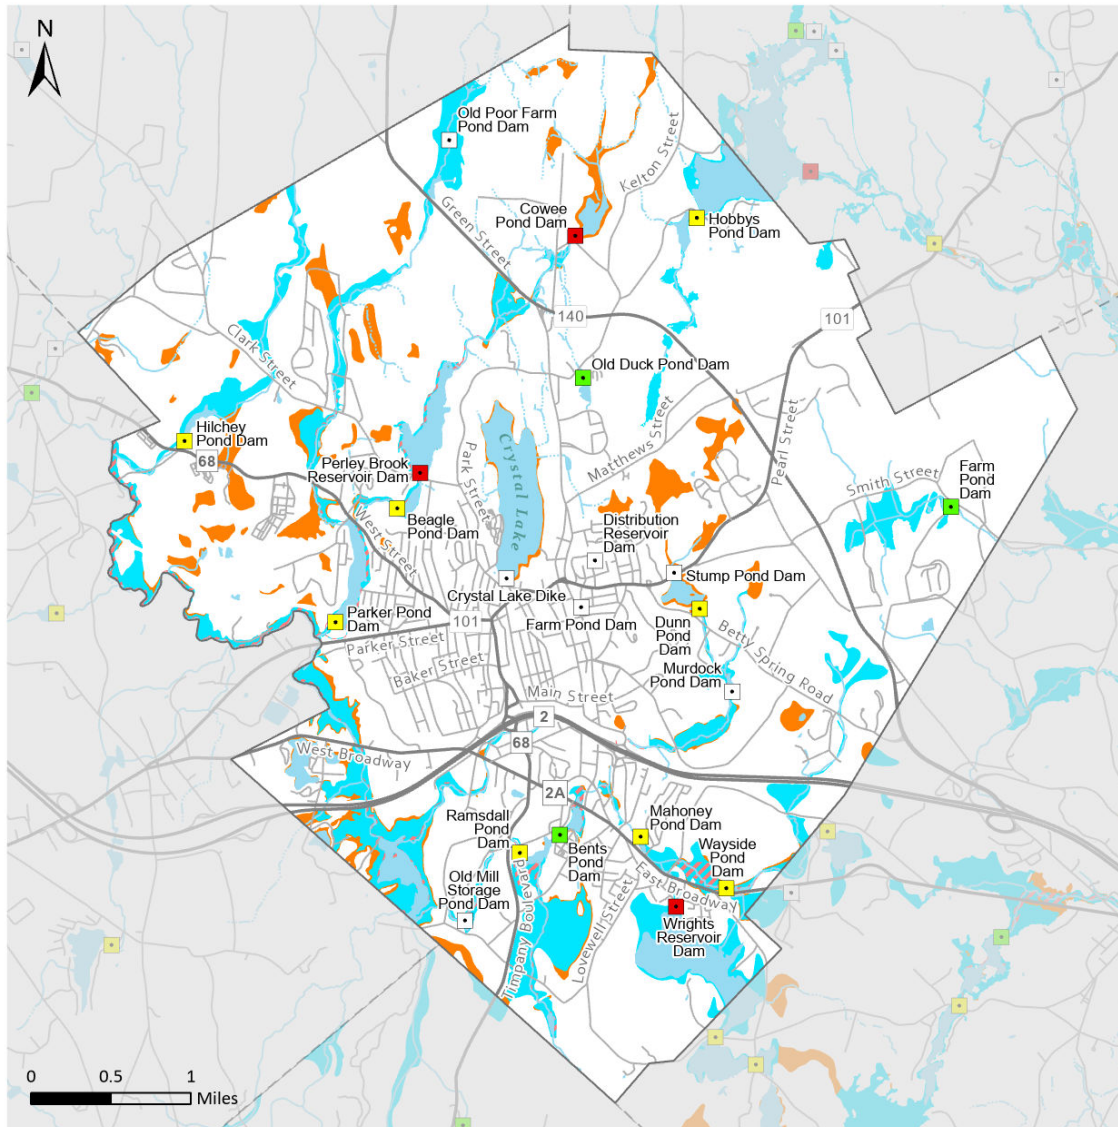 N
Old Poor Farm
Pond Dam
Kelton Street
Cowee
Pond Dam
Green Street
Hobbys
Pond Dam
140
101
Clark Street
Old Duck Pond Dam
Hilchey
Pond Dam
68
Perley Brook
Reservoir Dam
Park Street
Crystal Lake
Matthews Street
Pearl Street
Smith Street
Farm
Pond
Dam
Beagle
Pond Dam
West Street
Distribution
Reservoir
Dam
Stump Pond Dam
Crystal Lake Dike
Farm Pond Dam
Parker Pond
Dam
101
Parker Street
Baker Street
Dunn
Pond
Dam
Betty Spring Road
Murdock
Pond Dam
Main Street
2
68
West Broadway
2A
Ramsdall
Pond
Dam
Bents
Pond
Dam
Mahoney
Pond Dam
Wayside
Pond
Dam
East Broadway
Old Mill
Storage
Pond Dam
Timpany Boulevard
Lovewell Street
Wrights
Reservoir
Dam
0 0.5 1
Miles